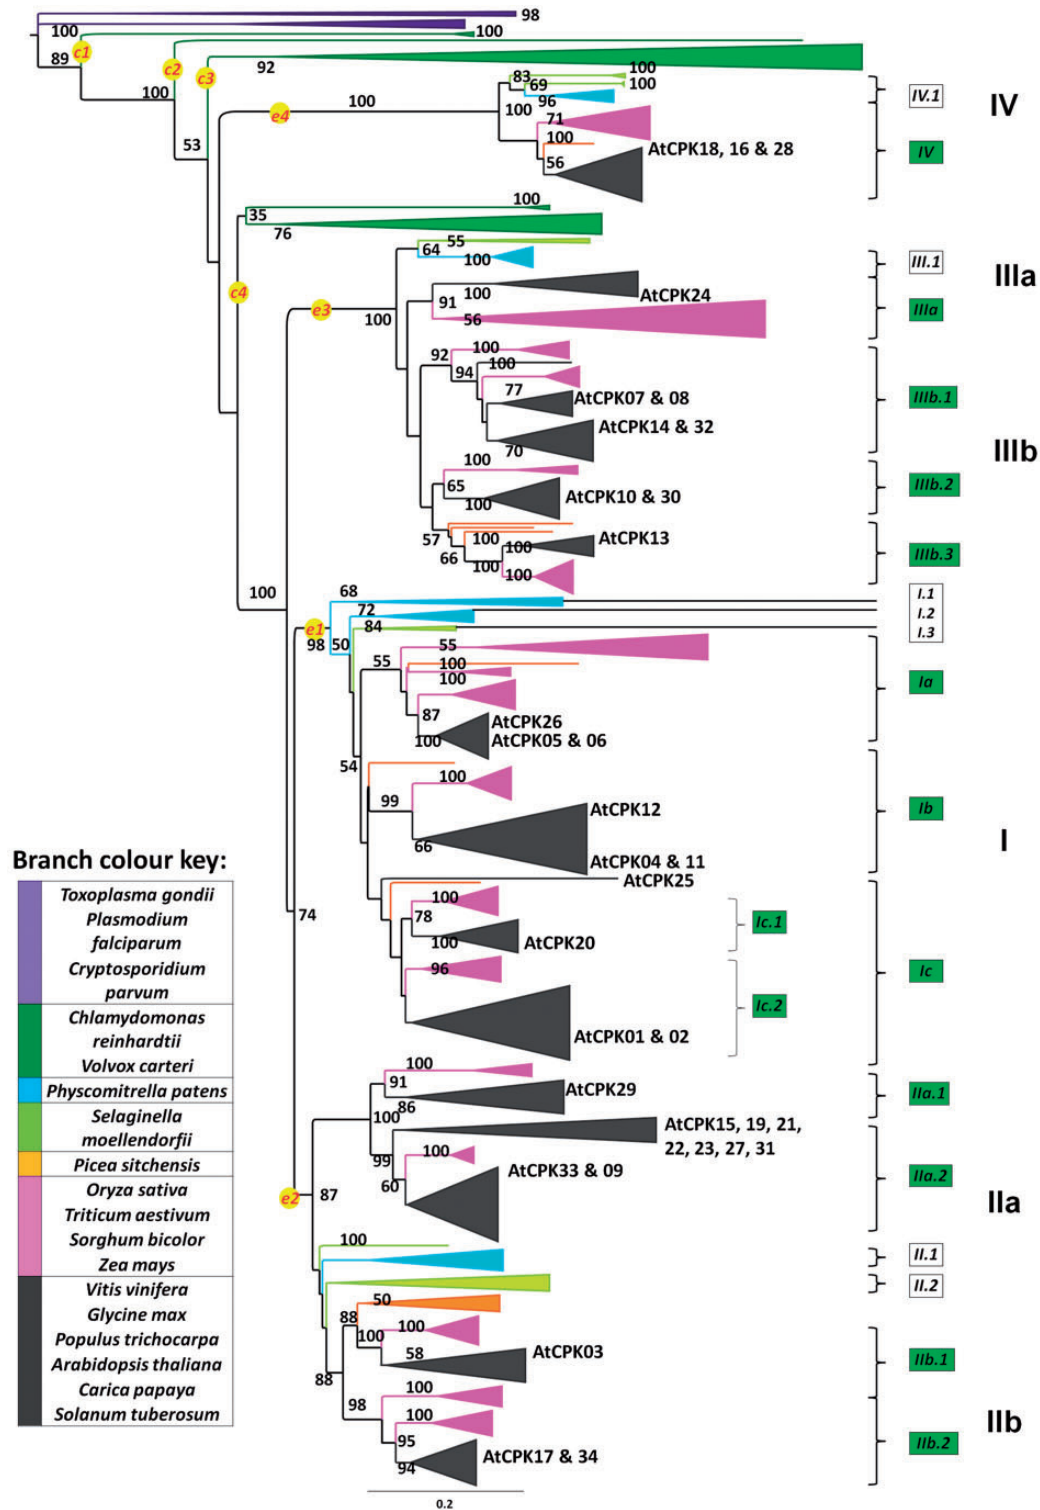 98
100
c1
100
89
c2
c3
92
100
83
100
69
96
IV.1
IV
e4
100
100
71
53
100
AtCPK18, 16 & 28
IV
56
100
35
76
55
64
100
III.1
IIIa
c4
100
AtCPK24
91
e3
56
IIIa
100
92
100
100
94
77
AtCPK07 & 08
IIIb.1
AtCPK14 & 32
70
IIIb
100
65
IIIb.2
AtCPK10 & 30
100
57
100
AtCPK13
100
66
IIIb.3
100
100
100
68
I.1
72
I.2
e1
84
I.3
98
50
55
55
100
100
Ia
87
AtCPK26
100
AtCPK05 & 06
54
100
99
AtCPK12
Ib
I
66
AtCPK04 & 11
AtCPK25
100
78
Ic.1
74
100
AtCPK20
96
Ic
Ic.2
AtCPK01 & 02
Branch colour key:
Toxoplasma gondii
Plasmodium
falciparum
Cryptosporidium
parvum
Chlamydomonas
reinhardtii
Volvox carteri
Physcomitrella patens
Selaginella
moellendorfii
Picea sitchensis
Oryza sativa
Triticum aestivum
Sorghum bicolor
Zea mays
Vitis vinifera
Glycine max
Populus trichocarpa
Arabidopsis thaliana
Carica papaya
Solanum tuberosum
100
91
AtCPK29
IIa.1
86
100
AtCPK15, 19, 21,
22, 23, 27, 31
100
99
AtCPK33 & 09
IIa.2
60
e2
87
IIa
100
II.1
II.2
50
88
100
100
58
AtCPK03
IIb.1
88
100
98
100
IIb
95
AtCPK17 & 34
IIb.2
94
0.2